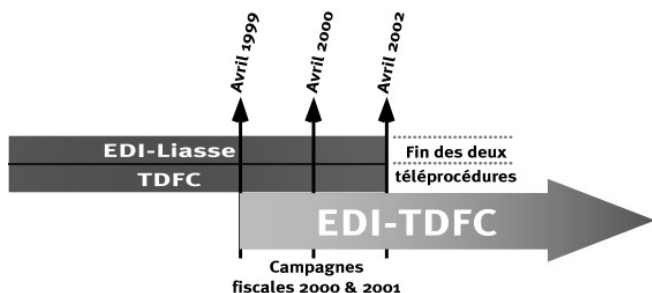 Avril 1999
Avril 2000
Avril 2002
EDI-Liasse
TDFC
Fin des deux
téléprocédures
EDI-TDFC
Campagnes
fiscales 2000 & 2001